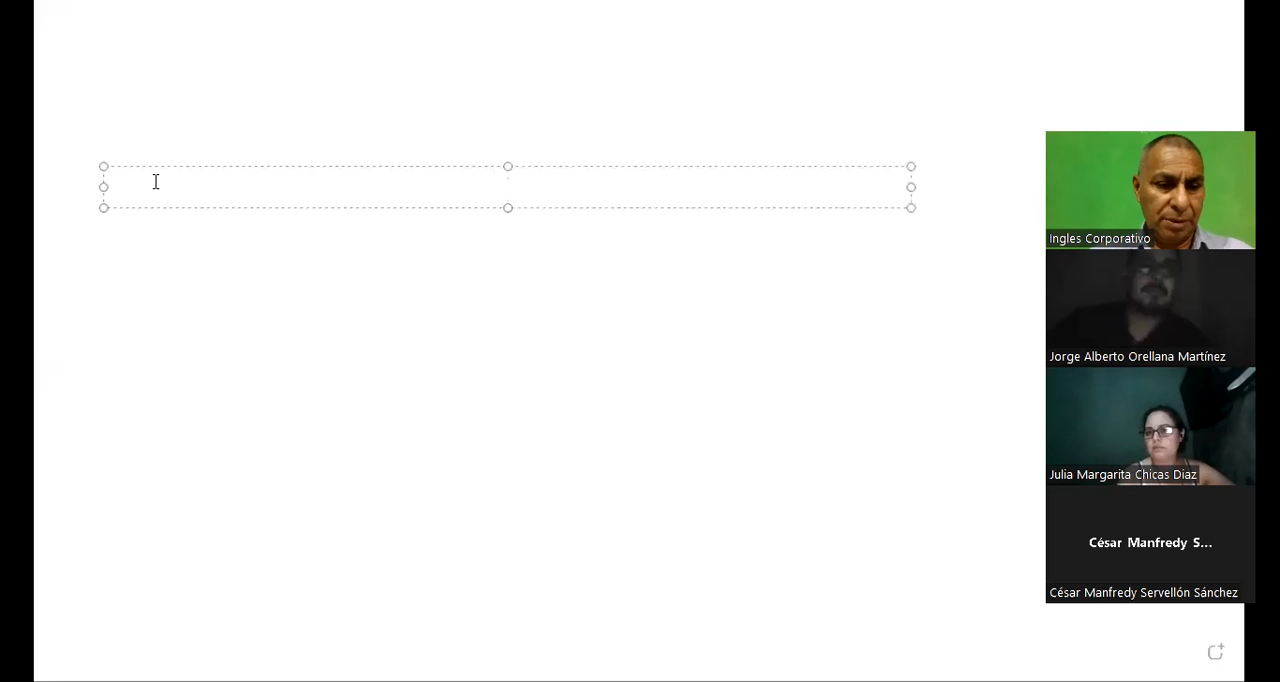 Ingles Corporativo
Jorge Alberto Orellana Martínez
Julia Margarita Chicas Diaz
César Manfredy S...
César Manfredy Servellón Sánchez